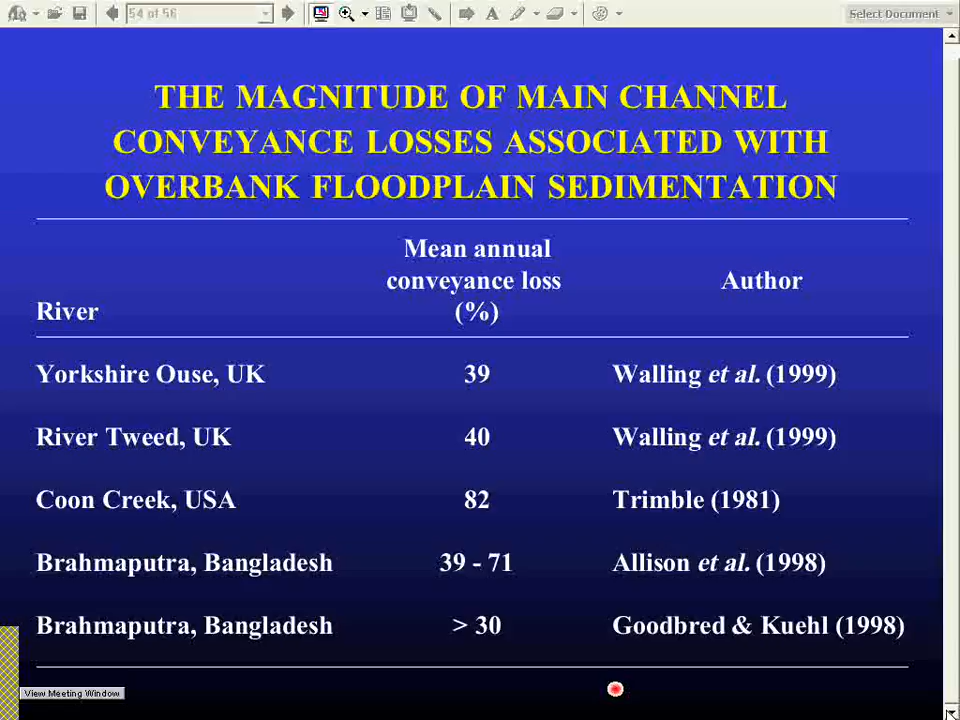 54 of 56
Select Document
THE MAGNITUDE OF MAIN CHANNEL
CONVEYANCE LOSSES ASSOCIATED WITH
OVERBANK FLOODPLAIN SEDIMENTATION
River
Mean annual
conveyance loss
(%)
Author
Yorkshire Ouse, UK 39 Walling et al. (1999)
River Tweed, UK 40 Walling et al. (1999)
Coon Creek, USA 82 Trimble (1981)
Brahmaputra, Bangladesh 39 - 71 Allison et al. (1998)
Brahmaputra, Bangladesh > 30 Goodbred & Kuehl (1998)
View Meeting Window